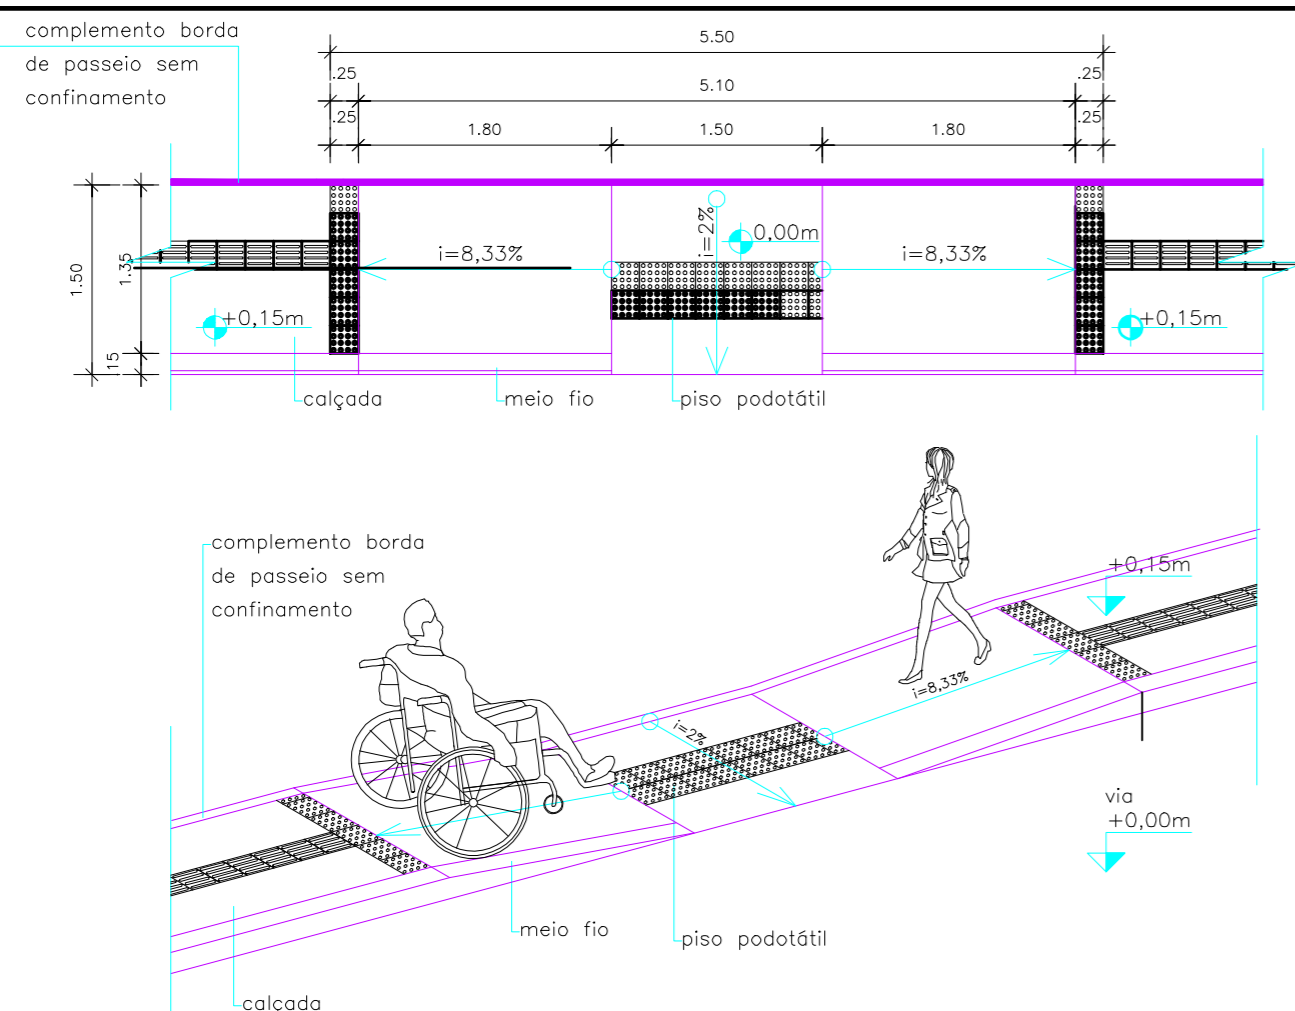 complemento borda
de passeio sem
confinamento
5.50
.25
5.10
.25
.25
1.80
1.50
1.80
.25
1.50
1.35
.15
i=8,33%
i=2%
0,00m
i=8,33%
+0,15m
+0,15m
calçada
meio fio
piso podotátil
complemento borda
de passeio sem
confinamento
+0,15m
i=8,33%
i=2%
via
+0,00m
meio fio
piso podotátil
calçada